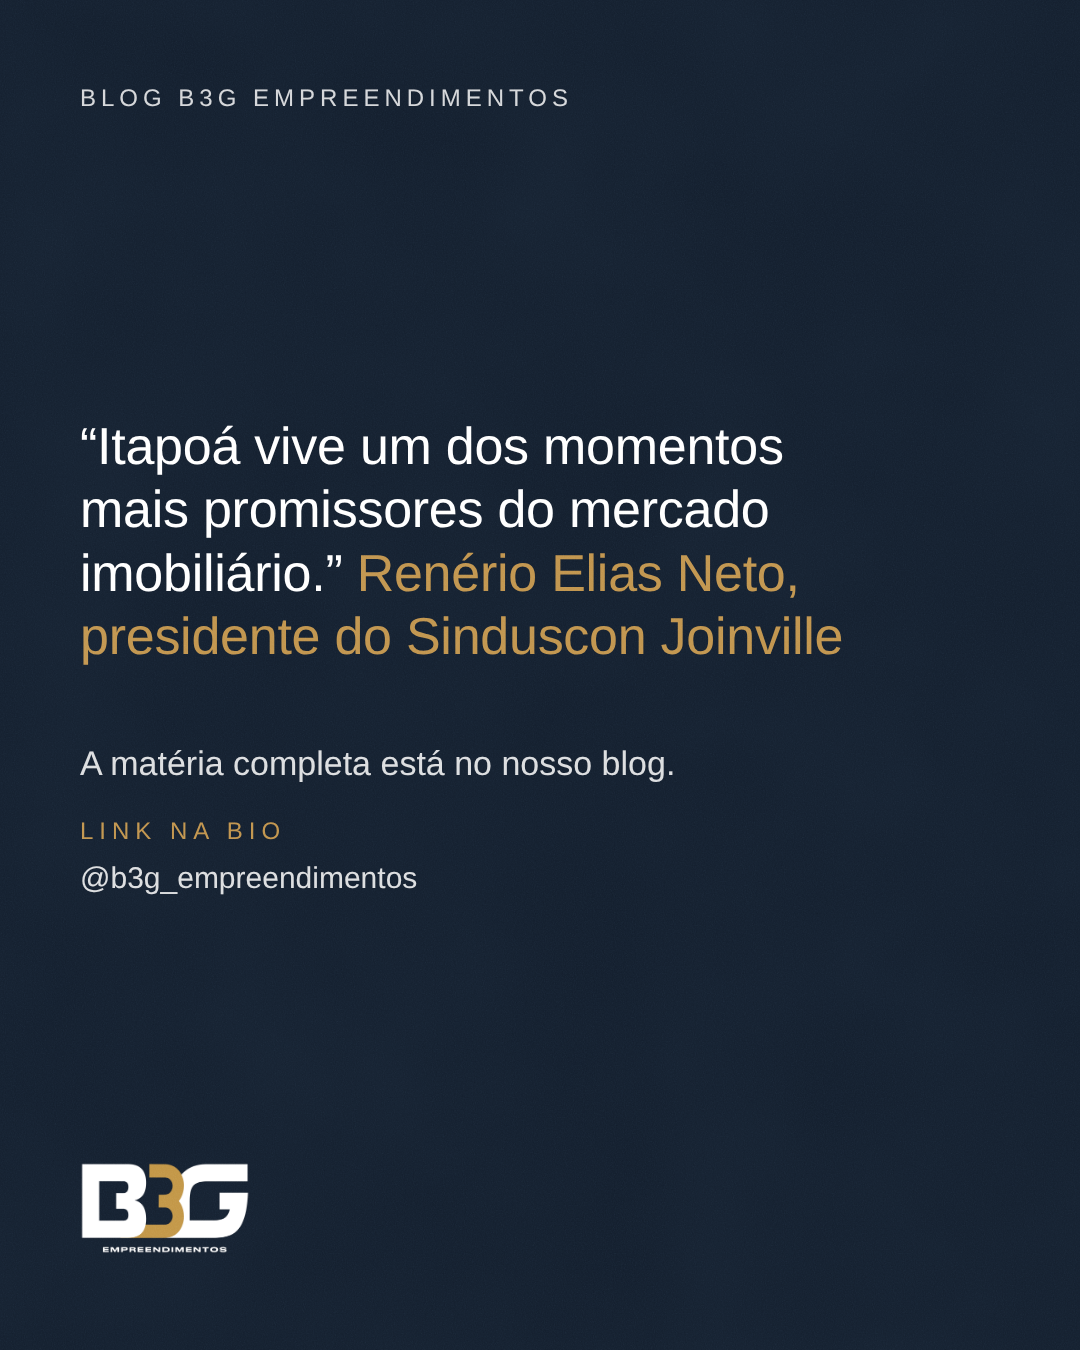 BLOG B3G EMPREENDIMENTOS
“Itapoá vive um dos momentos
mais promissores do mercado
imobiliário.” Renério Elias Neto,
presidente do Sinduscon Joinville
A matéria completa está no nosso blog.
LINK NA BIO
@b3g_empreendimentos
B3G
EMPREENDIMENTOS